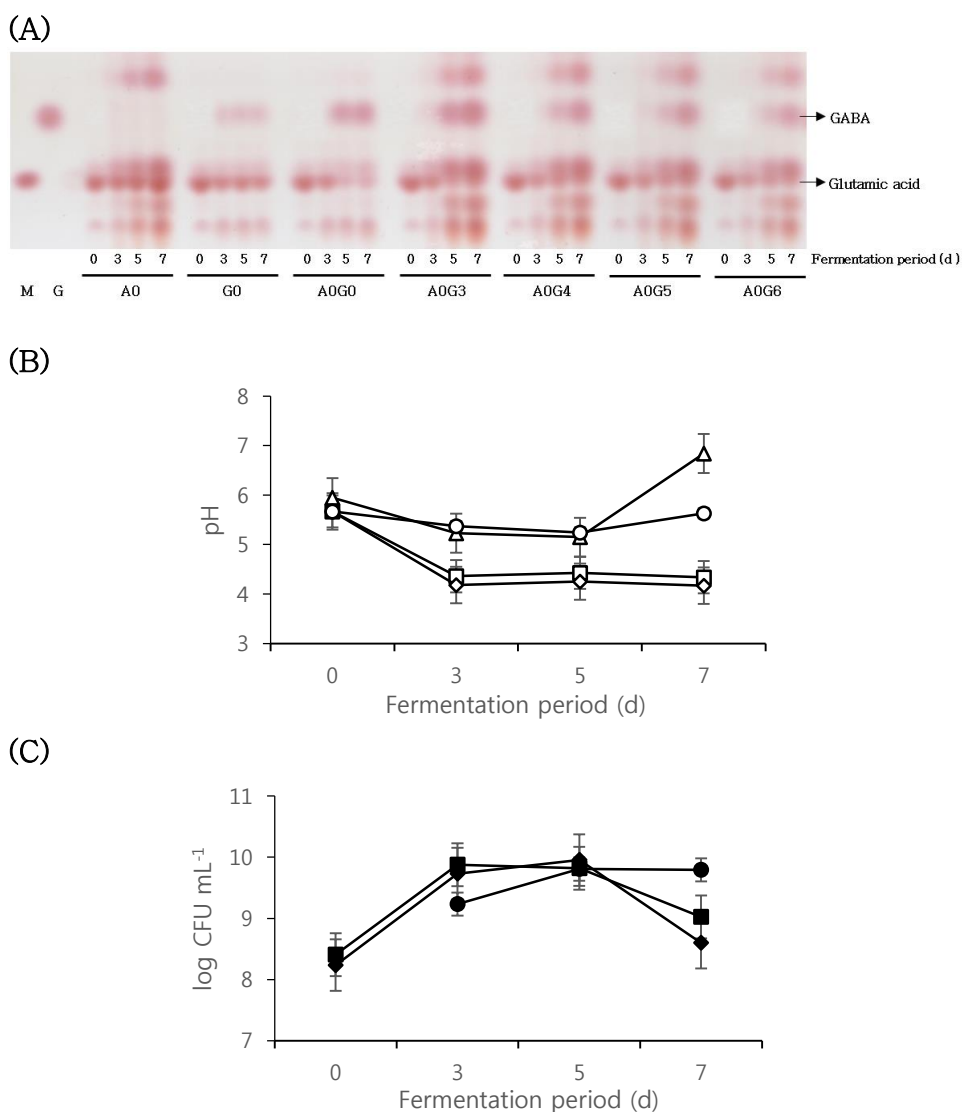 (A)
GABA
Glutamic acid
0 3 5 7 0 3 5 7 0 3 5 7 0 3 5 7 0 3 5 7 0 3 5 7 0 3 5 7 Fermentation period (d)
M G A0 G0 A0G0 A0G3 A0G4 A0G5 A0G6
(B)
8
7
6
5
4
3
pH
0 3 5 7
Fermentation period (d)
(C)
11
10
9
8
7
log CFU mL⁻¹
0 3 5 7
Fermentation period (d)